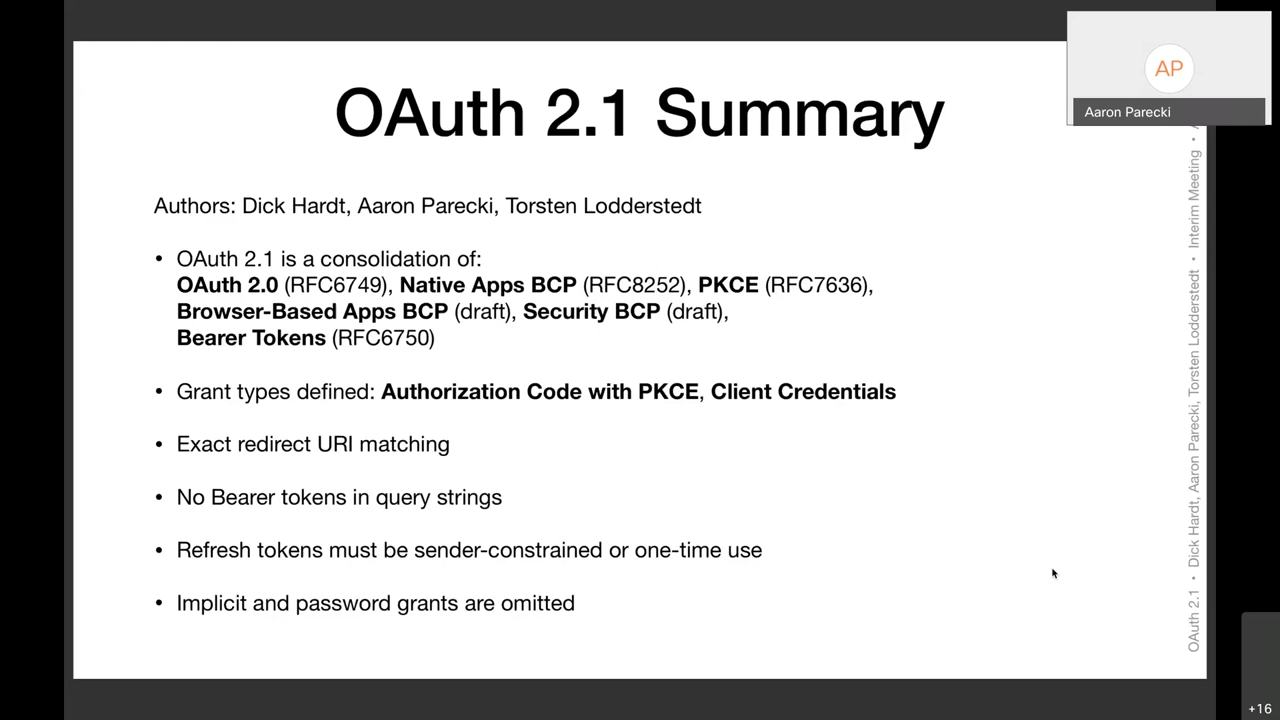 OAuth 2.1 Summary
AP
Aaron Parecki
Authors: Dick Hardt, Aaron Parecki, Torsten Lodderstedt
• OAuth 2.1 is a consolidation of:
OAuth 2.0 (RFC6749), Native Apps BCP (RFC8252), PKCE (RFC7636),
Browser-Based Apps BCP (draft), Security BCP (draft),
Bearer Tokens (RFC6750)
• Grant types defined: Authorization Code with PKCE, Client Credentials
• Exact redirect URI matching
• No Bearer tokens in query strings
• Refresh tokens must be sender-constrained or one-time use
• Implicit and password grants are omitted
OAuth 2.1 • Dick Hardt, Aaron Parecki, Torsten Lodderstedt • Interim Meeting •
+16